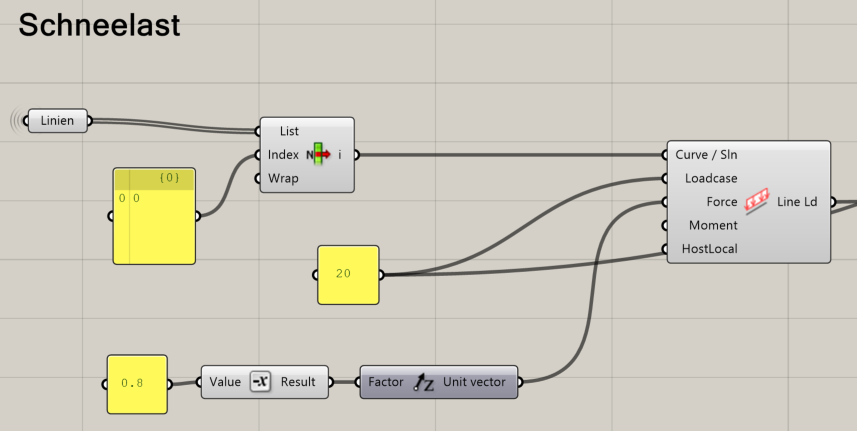 Schneelast
Linien
List
Index N i
Wrap
{0}
0 0
Curve / Sln
Loadcase
Force Line Ld
Moment
HostLocal
20
0.8
Value -x Result
Factor Z Unit vector